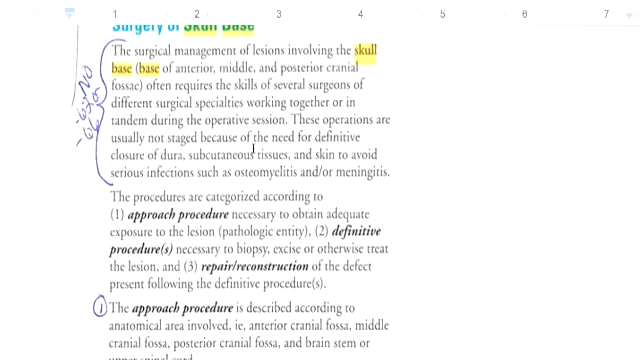 1 2 3 4 5 6 7
Surgery of Skull Base
The surgical management of lesions involving the skull
base (base of anterior, middle, and posterior cranial
fossae) often requires the skills of several surgeons of
different surgical specialties working together or in
tandem during the operative session. These operations are
usually not staged because of the need for definitive
closure of dura, subcutaneous tissues, and skin to avoid
serious infections such as osteomyelitis and/or meningitis.
The procedures are categorized according to
(1) approach procedure necessary to obtain adequate
exposure to the lesion (pathologic entity), (2) definitive
procedure(s) necessary to biopsy, excise or otherwise treat
the lesion, and (3) repair/reconstruction of the defect
present following the definitive procedure(s).
1 The approach procedure is described according to
anatomical area involved, ie, anterior cranial fossa, middle
cranial fossa, posterior cranial fossa, and brain stem or
upper spinal cord.